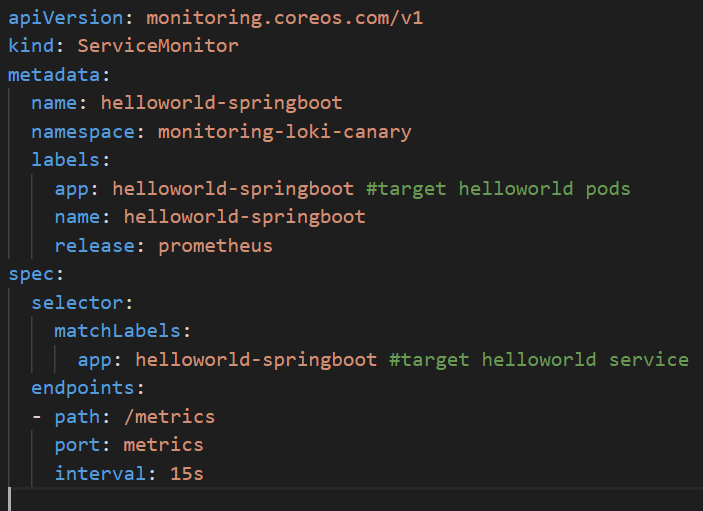 apiVersion: monitoring.coreos.com/v1
kind: ServiceMonitor
metadata:
  name: helloworld-springboot
  namespace: monitoring-loki-canary
  labels:
    app: helloworld-springboot #target helloworld pods
    name: helloworld-springboot
    release: prometheus
spec:
  selector:
    matchLabels:
      app: helloworld-springboot #target helloworld service
  endpoints:
  - path: /metrics
    port: metrics
    interval: 15s